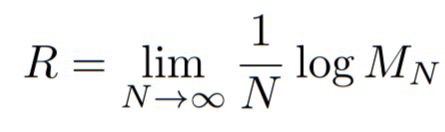 R = lim_{N→∞} 1/N log M_N